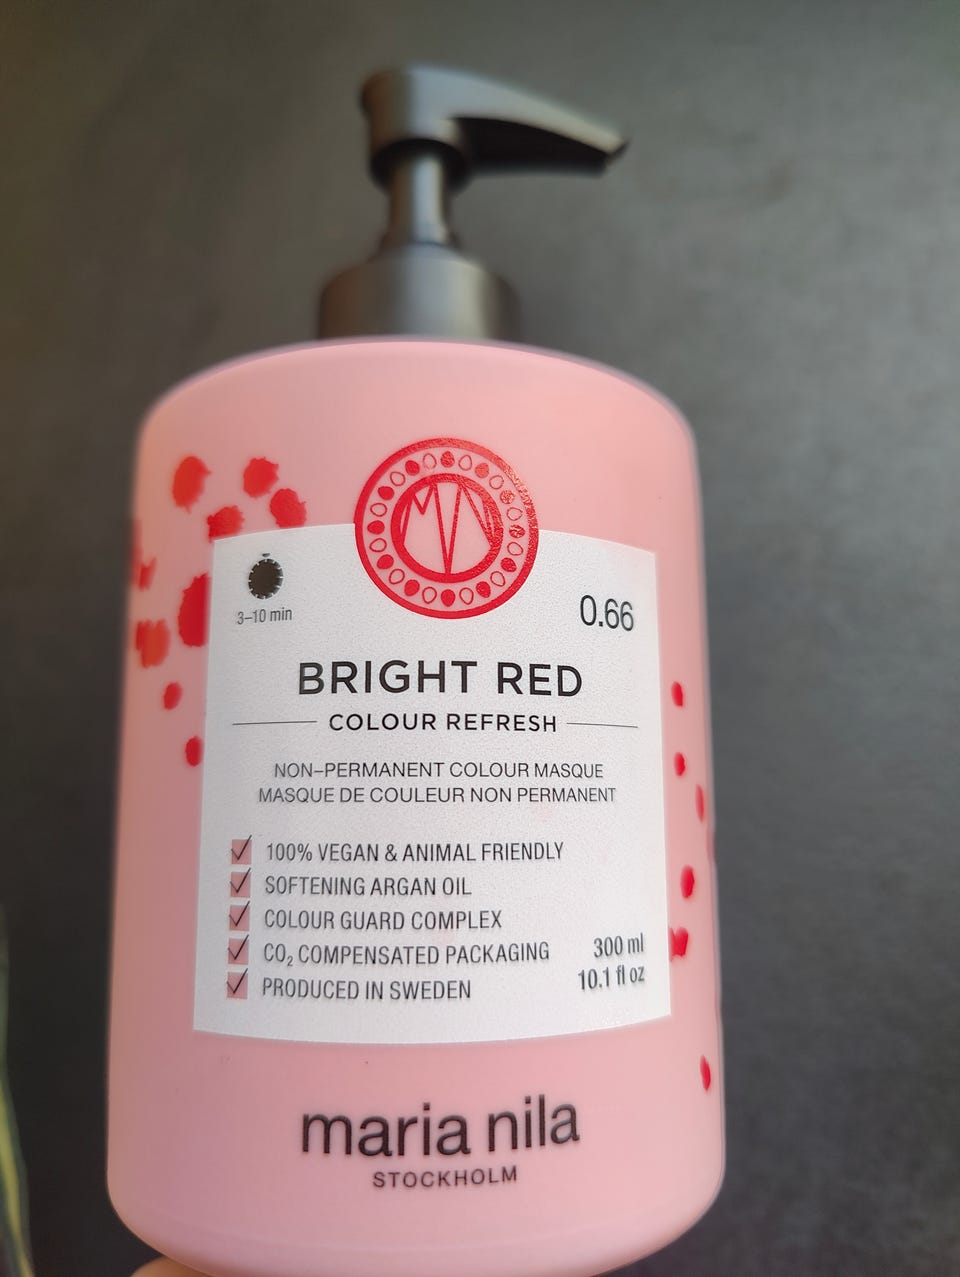 MN
3–10 min
0.66
BRIGHT RED
COLOUR REFRESH
NON–PERMANENT COLOUR MASQUE
MASQUE DE COULEUR NON PERMANENT
100% VEGAN & ANIMAL FRIENDLY
SOFTENING ARGAN OIL
COLOUR GUARD COMPLEX
CO₂ COMPENSATED PACKAGING
PRODUCED IN SWEDEN
300 ml
10.1 fl oz
maria nila
STOCKHOLM